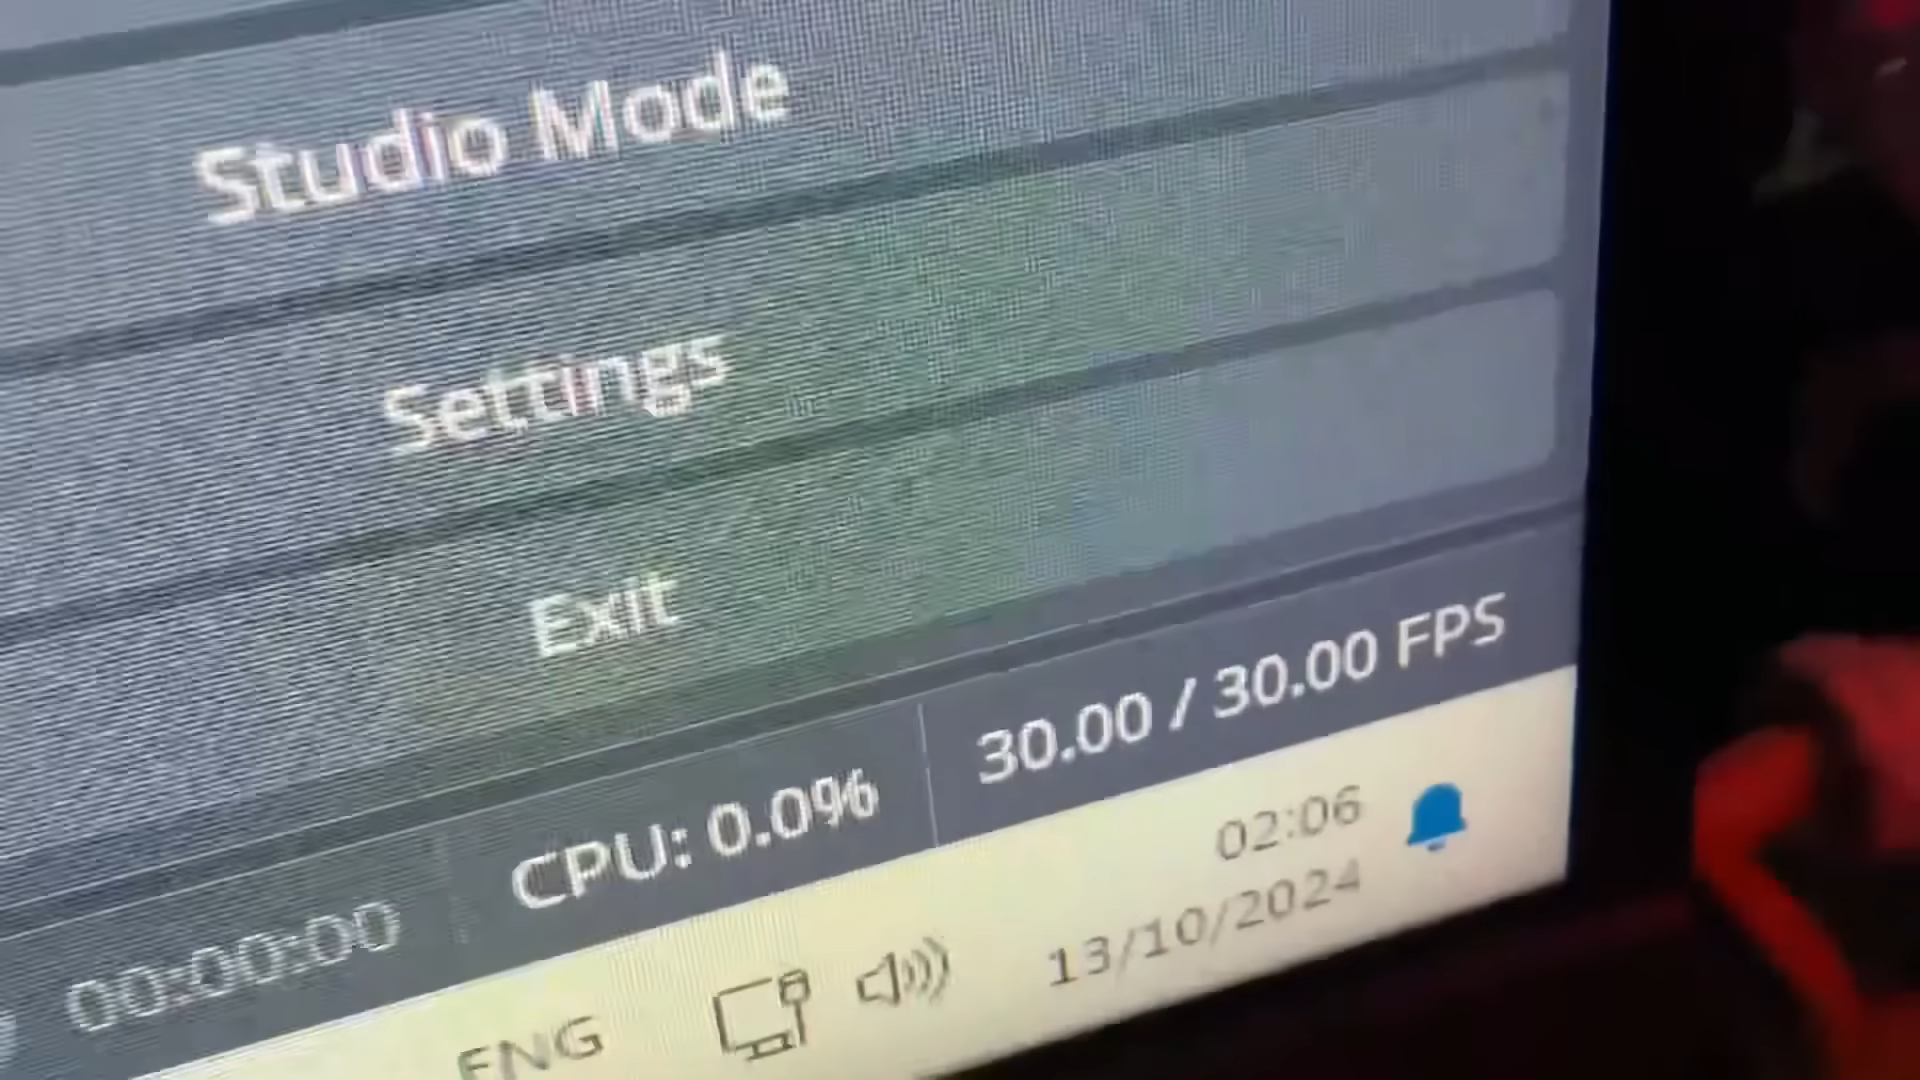 Studio Mode
Settings
Exit
00:00:00 CPU: 0.0% 30.00 / 30.00 FPS
ENG 02:06
13/10/2024